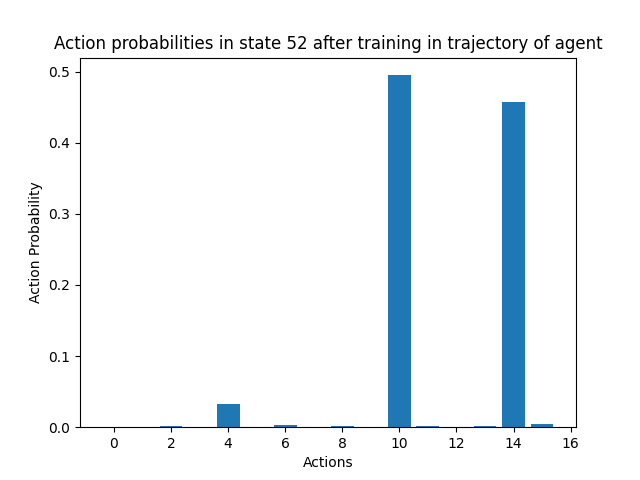 Action probabilities in state 52 after training in trajectory of agent
0.5
0.4
0.3
0.2
0.1
0.0
Action Probability
0 2 4 6 8 10 12 14 16
Actions